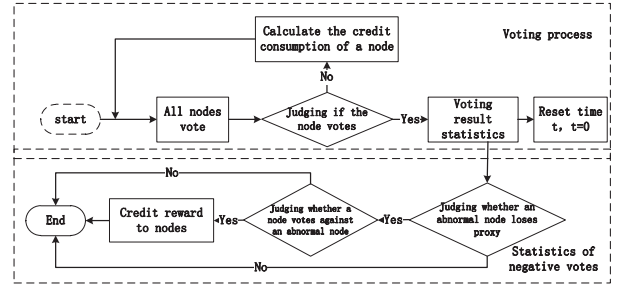 Calculate the credit
consumption of a node
Voting process
No
start
All nodes
vote
Judging if the
node votes
Yes
Voting
result
statistics
Reset time
t, t=0
No
End
Credit reward
to nodes
Yes
Judging whether a
node votes against
an abnormal node
Yes
Judging whether an
abnormal node loses
proxy
No
Statistics of
negative votes